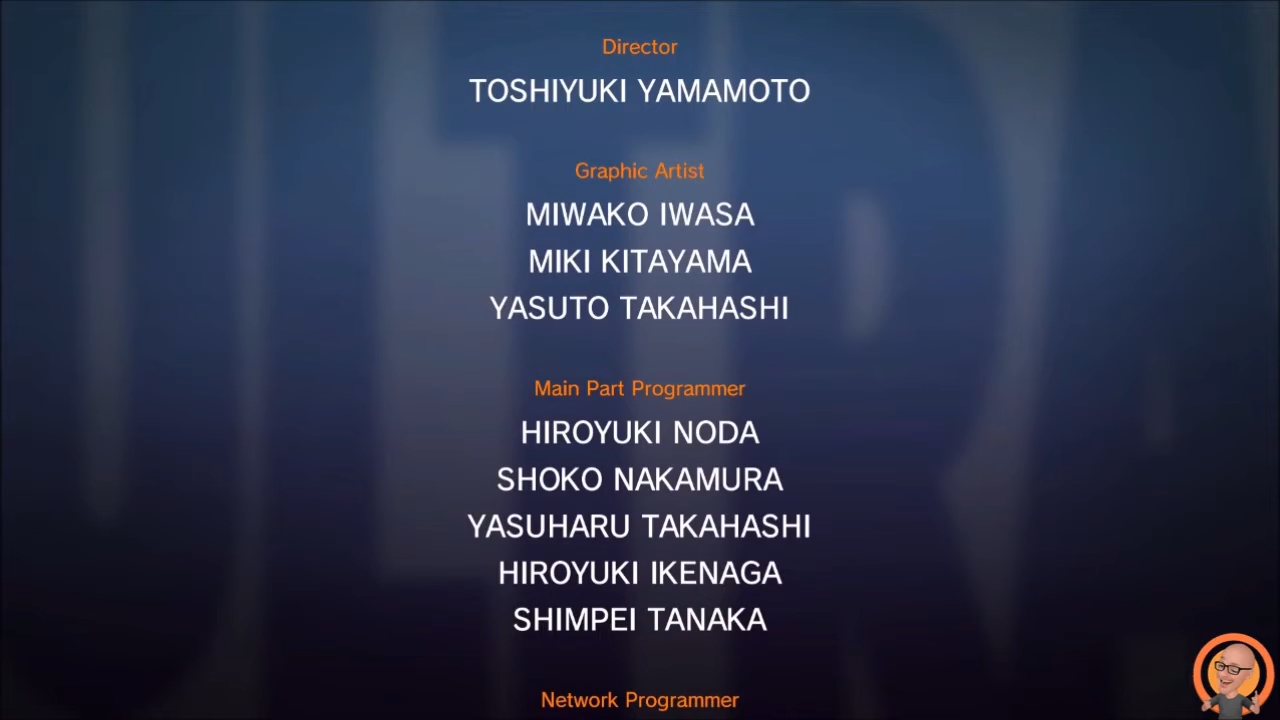 Director
TOSHIYUKI YAMAMOTO
Graphic Artist
MIWAKO IWASA
MIKI KITAYAMA
YASUTO TAKAHASHI
Main Part Programmer
HIROYUKI NODA
SHOKO NAKAMURA
YASUHARU TAKAHASHI
HIROYUKI IKENAGA
SHIMPEI TANAKA
Network Programmer